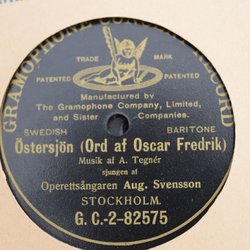 GRAMOPHONE CONCERT RECORD
TRADE MARK
PATENTED PATENTED
Manufactured by
The Gramophone Company, Limited,
and Sister Companies.
SWEDISH BARITONE
Östersjön (Ord af Oscar Fredrik)
Musik af A. Tegnér
sjungen af
Operettsångaren Aug. Svensson
STOCKHOLM.
G. C.-2-82575